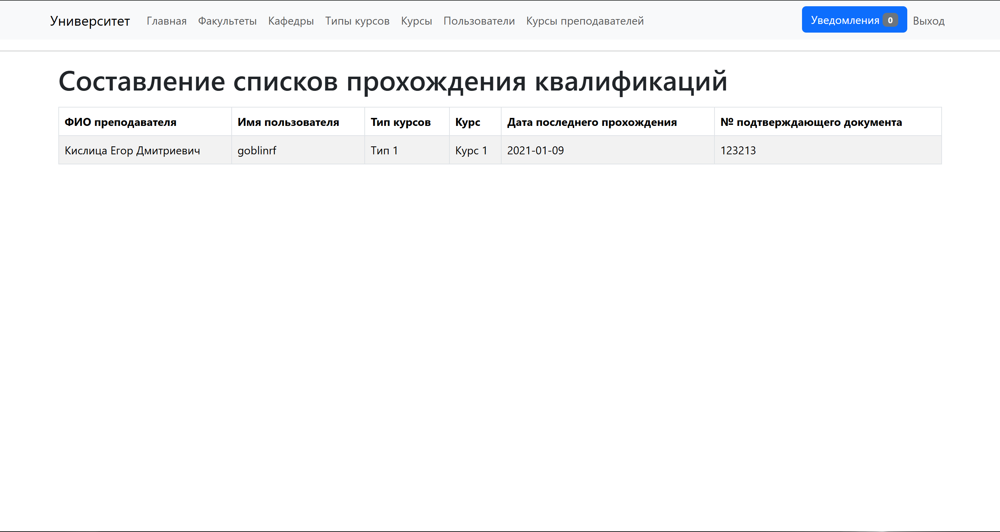 Университет Главная Факультеты Кафедры Типы курсов Курсы Пользователи Курсы преподавателей Уведомления 0 Выход
Составление списков прохождения квалификаций
ФИО преподавателя Имя пользователя Тип курсов Курс Дата последнего прохождения № подтверждающего документа
Кислица Егор Дмитриевич goblinrf Тип 1 Курс 1 2021-01-09 123213